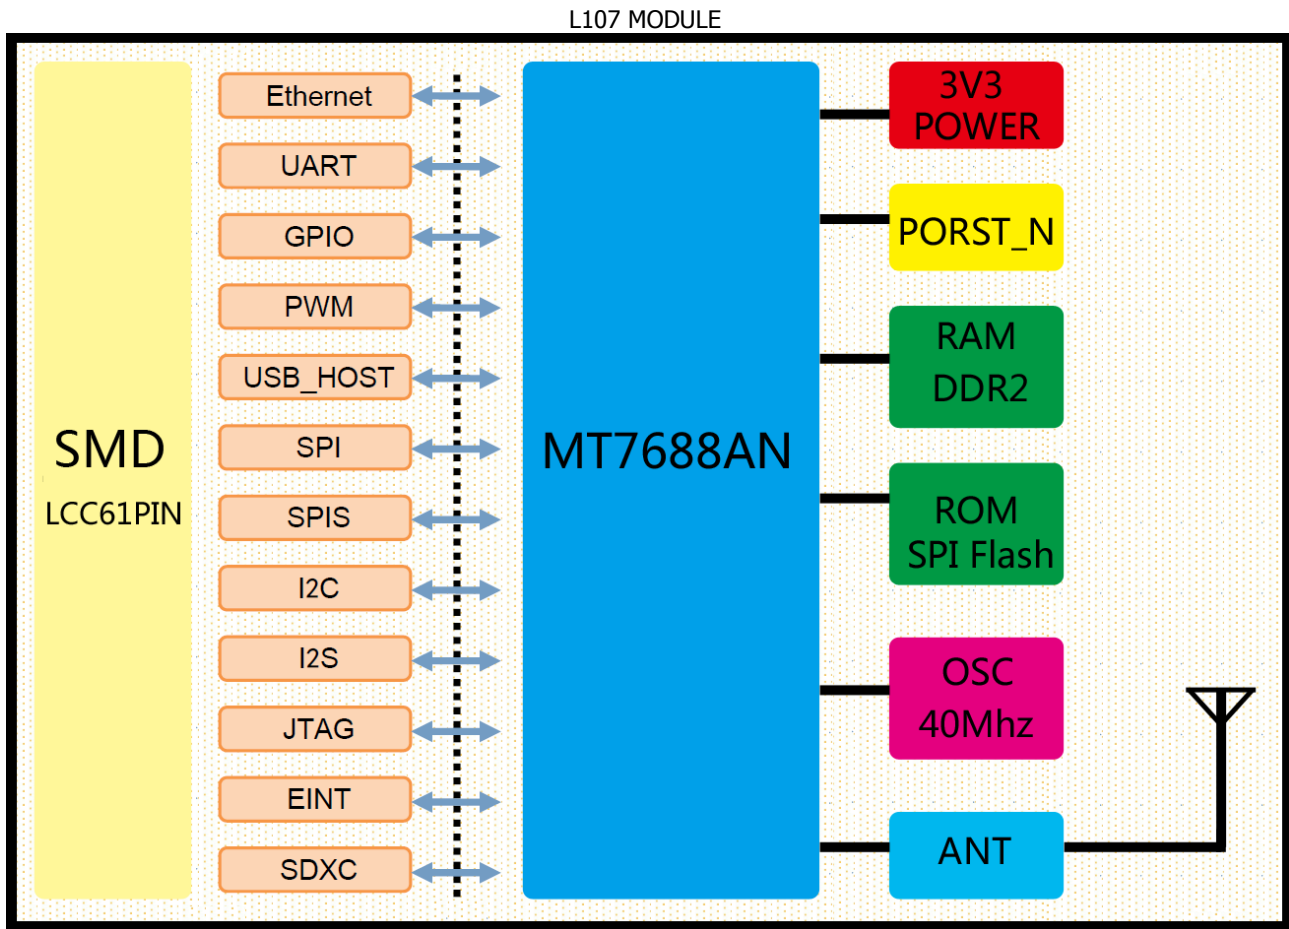 L107 MODULE
SMD
LCC61PIN
Ethernet
UART
GPIO
PWM
USB_HOST
SPI
SPIS
I2C
I2S
JTAG
EINT
SDXC
MT7688AN
3V3
POWER
PORST_N
RAM
DDR2
ROM
SPI Flash
OSC
40Mhz
ANT